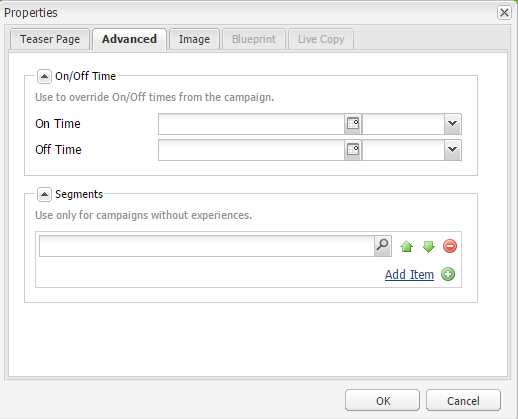 Properties
Teaser Page Advanced Image Blueprint Live Copy
On/Off Time
Use to override On/Off times from the campaign.
On Time
Off Time
Segments
Use only for campaigns without experiences.
Add Item
OK Cancel